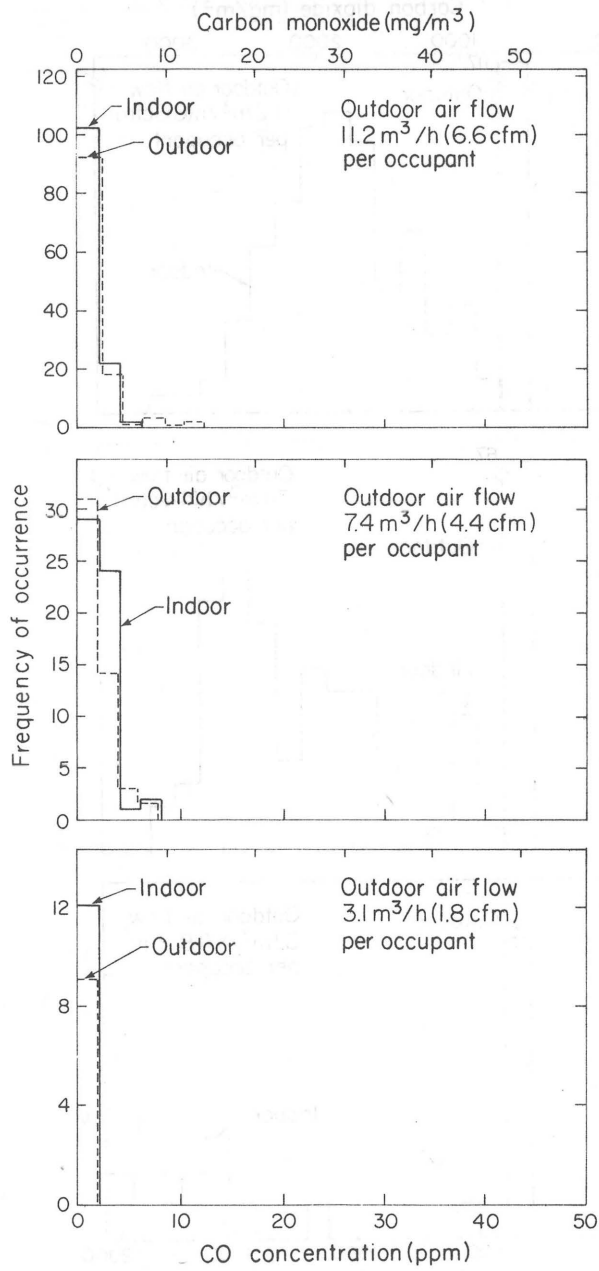 Carbon monoxide (mg/m³)
0 10 20 30 40 50
120
100
80
60
40
20
0
Indoor
Outdoor
Outdoor air flow
11.2 m³/h (6.6 cfm)
per occupant
Frequency of occurrence
30
25
20
15
10
5
0
Outdoor
Indoor
Outdoor air flow
7.4 m³/h (4.4 cfm)
per occupant
12
8
4
0
Indoor
Outdoor
Outdoor air flow
3.1 m³/h (1.8 cfm)
per occupant
0 10 20 30 40 50
CO concentration (ppm)